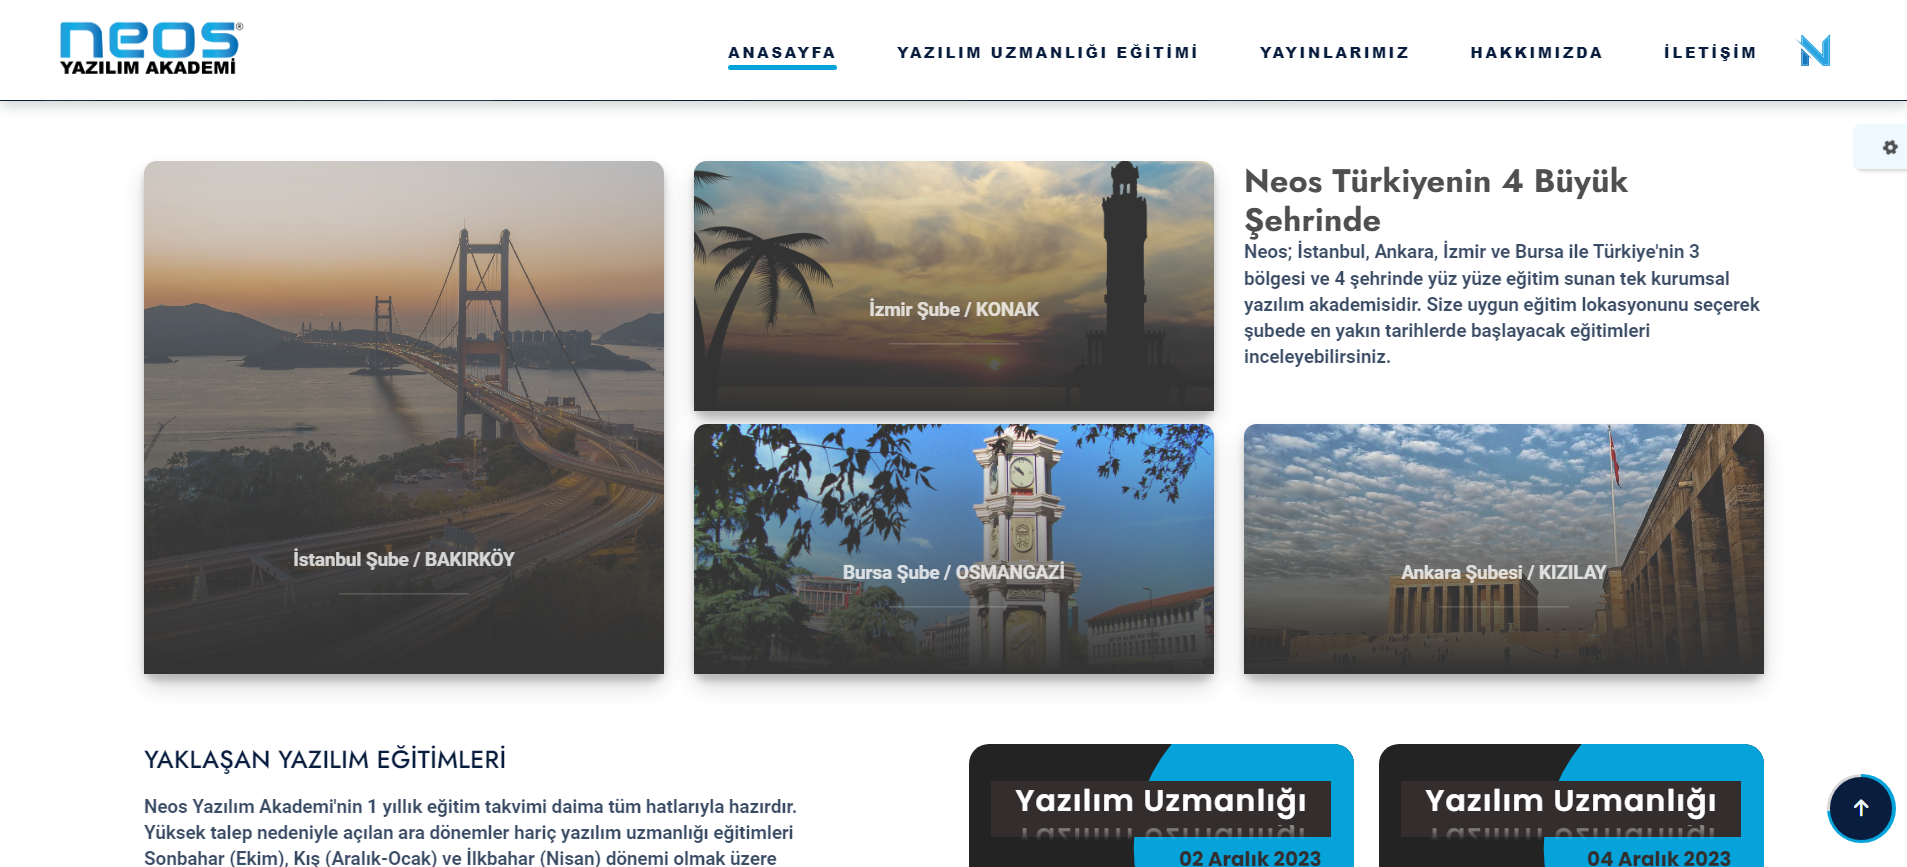 neos®
YAZILIM AKADEMİ
ANASAYFA
YAZILIM UZMANLIĞI EĞİTİMİ
YAYINLARIMIZ
HAKKIMIZDA
İLETİŞİM
İstanbul Şube / BAKIRKÖY
İzmir Şube / KONAK
Neos Türkiyenin 4 Büyük
Şehrinde
Neos; İstanbul, Ankara, İzmir ve Bursa ile Türkiye'nin 3
bölgesi ve 4 şehrinde yüz yüze eğitim sunan tek kurumsal
yazılım akademisidir. Size uygun eğitim lokasyonunu seçerek
şubede en yakın tarihlerde başlayacak eğitimleri
inceleyebilirsiniz.
Bursa Şube / OSMANGAZİ
Ankara Şubesi / KIZILAY
YAKLAŞAN YAZILIM EĞİTİMLERİ
Neos Yazılım Akademi'nin 1 yıllık eğitim takvimi daima tüm hatlarıyla hazırdır.
Yüksek talep nedeniyle açılan ara dönemler hariç yazılım uzmanlığı eğitimleri
Sonbahar (Ekim), Kış (Aralık-Ocak) ve İlkbahar (Nisan) dönemi olmak üzere
Yazılım Uzmanlığı
02 Aralık 2023
Yazılım Uzmanlığı
04 Aralık 2023